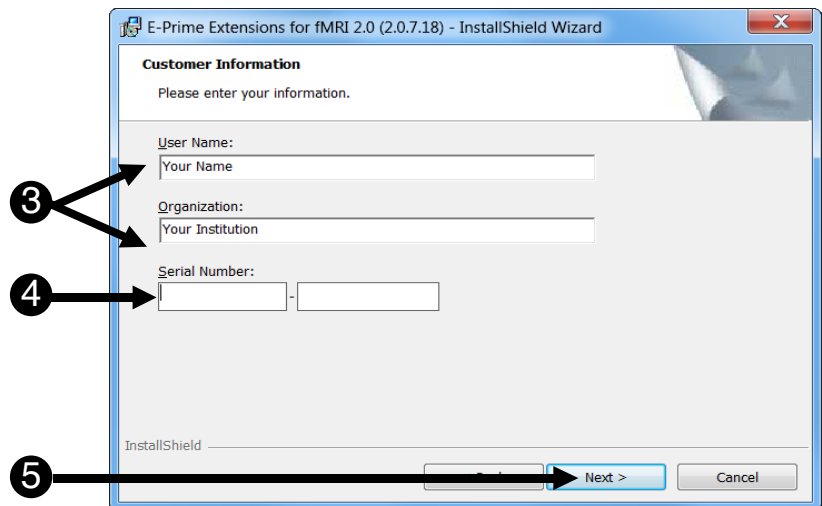 E-Prime Extensions for fMRI 2.0 (2.0.7.18) - InstallShield Wizard
Customer Information
Please enter your information.
User Name:
Your Name
3
Organization:
Your Institution
Serial Number:
4
-
InstallShield
5
Next >
Cancel